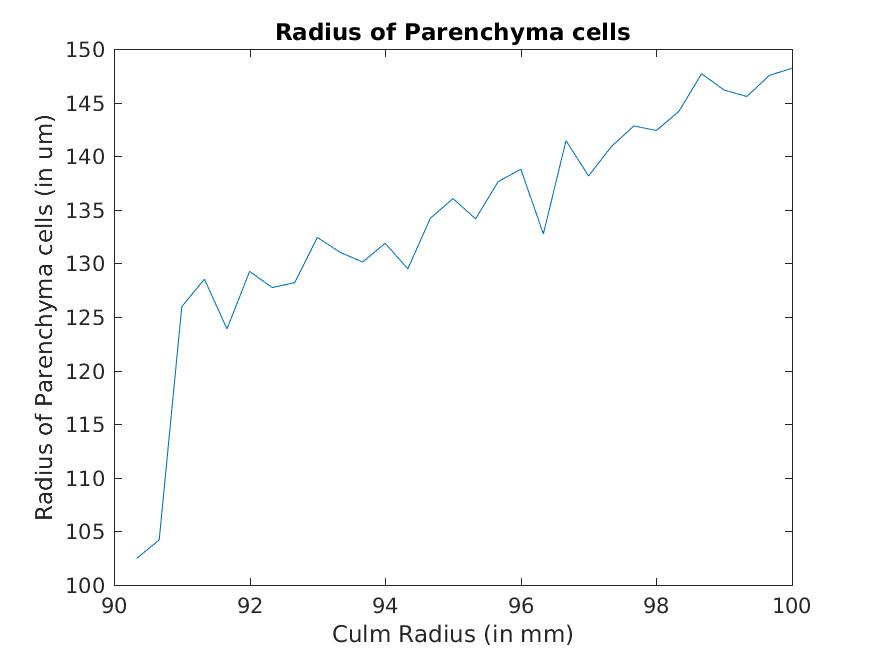 Radius of Parenchyma cells
Radius of Parenchyma cells (in um)
150
145
140
135
130
125
120
115
110
105
100
90 92 94 96 98 100
Culm Radius (in mm)